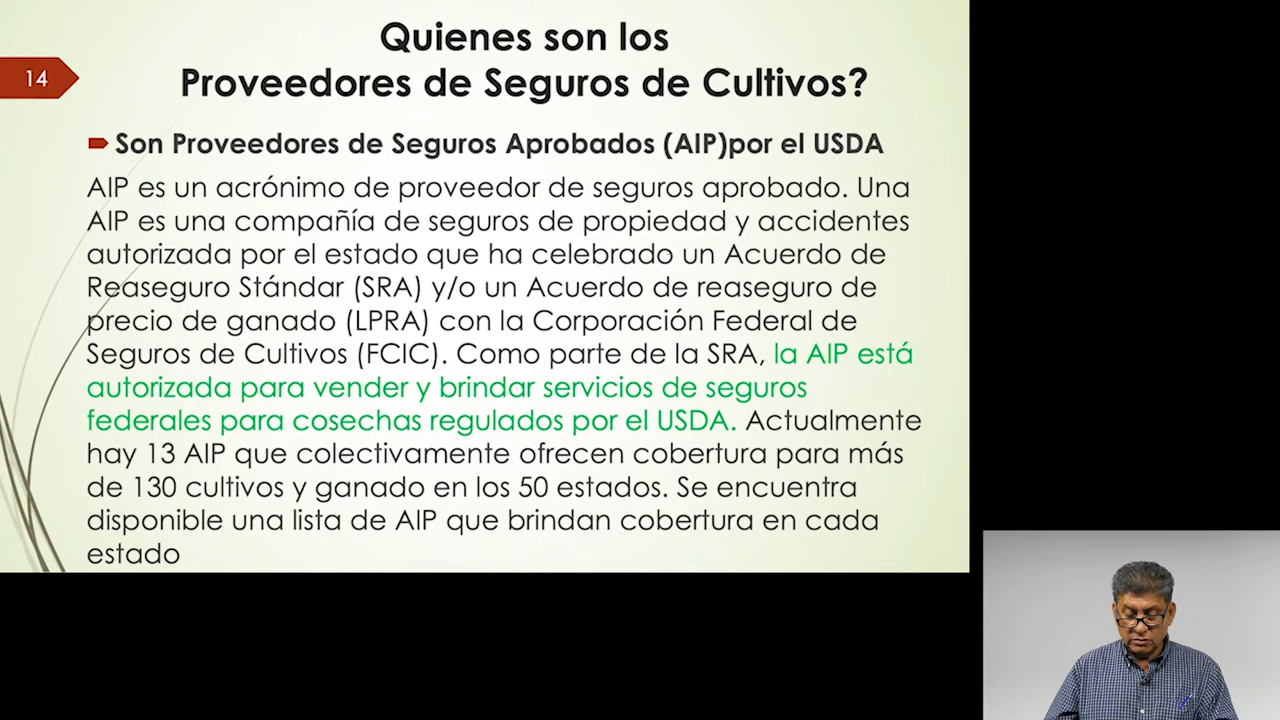 Quienes son los
14
Proveedores de Seguros de Cultivos?
Son Proveedores de Seguros Aprobados (AIP)por el USDA
AIP es un acrónimo de proveedor de seguros aprobado. Una
AIP es una compañía de seguros de propiedad y accidentes
autorizada por el estado que ha celebrado un Acuerdo de
Reaseguro Stándar (SRA) y/o un Acuerdo de reaseguro de
precio de ganado (LPRA) con la Corporación Federal de
Seguros de Cultivos (FCIC). Como parte de la SRA, la AIP está
autorizada para vender y brindar servicios de seguros
federales para cosechas regulados por el USDA. Actualmente
hay 13 AIP que colectivamente ofrecen cobertura para más
de 130 cultivos y ganado en los 50 estados. Se encuentra
disponible una lista de AIP que brindan cobertura en cada
estado